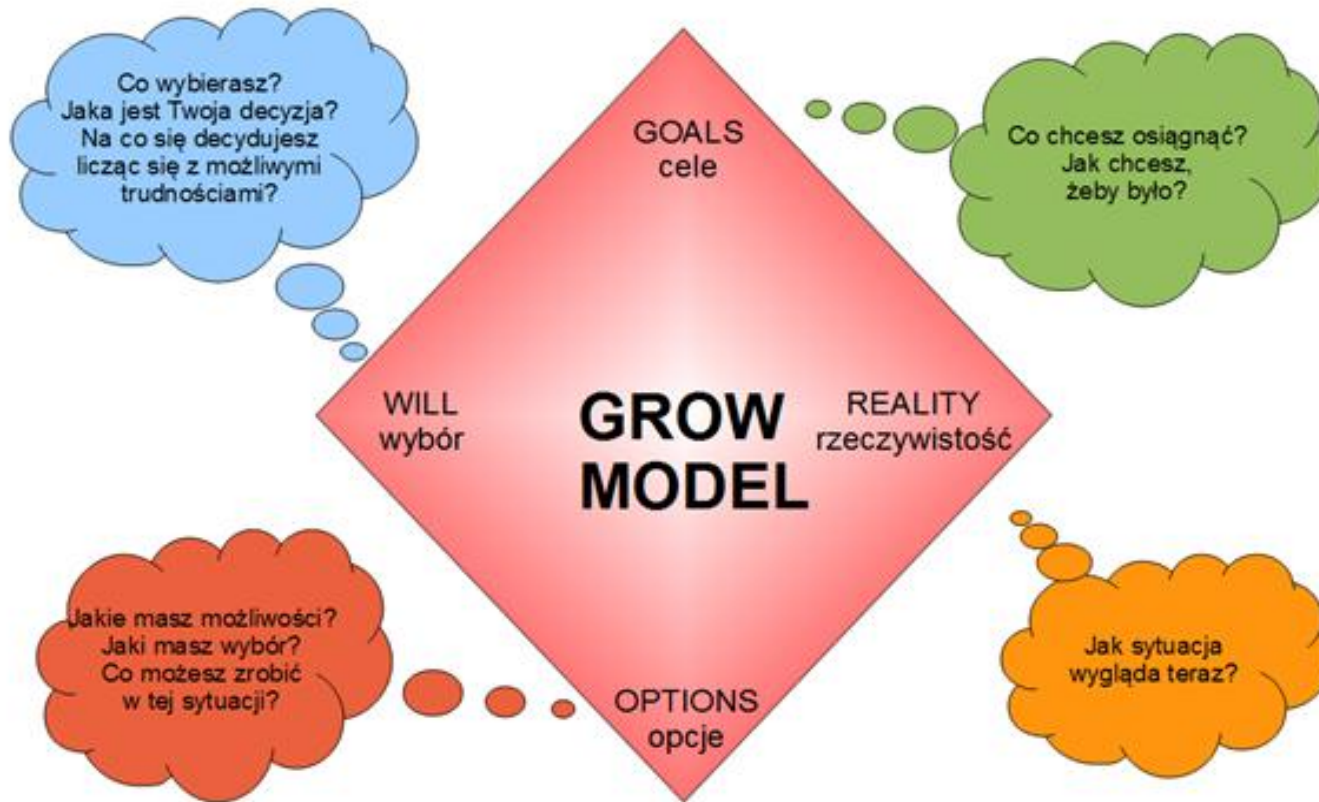 Co wybierasz?
Jaka jest Twoja decyzja?
Na co się decydujesz
licząc się z możliwymi
trudnościami?
GOALS
cele
Co chcesz osiągnąć?
Jak chcesz,
żeby było?
WILL
wybór
GROW
MODEL
REALITY
rzeczywistość
Jakie masz możliwości?
Jaki masz wybór?
Co możesz zrobić
w tej sytuacji?
OPTIONS
opcje
Jak sytuacja
wygląda teraz?